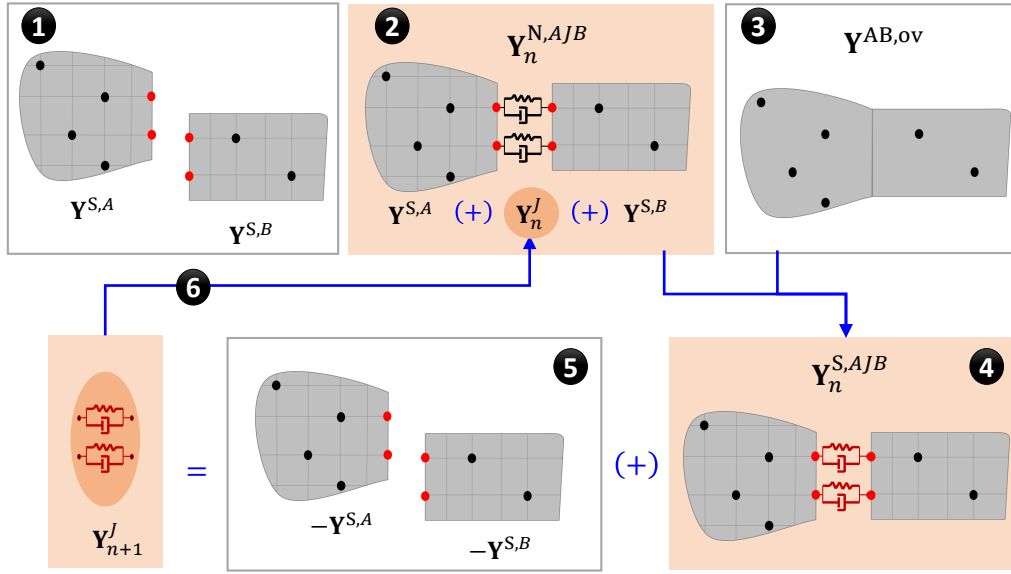 1
Y^{S,A}
Y^{S,B}
2
Y_n^{N,AJB}
Y^{S,A} (+) Y_n^J (+) Y^{S,B}
3
Y^{AB,ov}
6
Y_{n+1}^J
=
5
−Y^{S,A}
−Y^{S,B}
(+)
4
Y_n^{S,AJB}